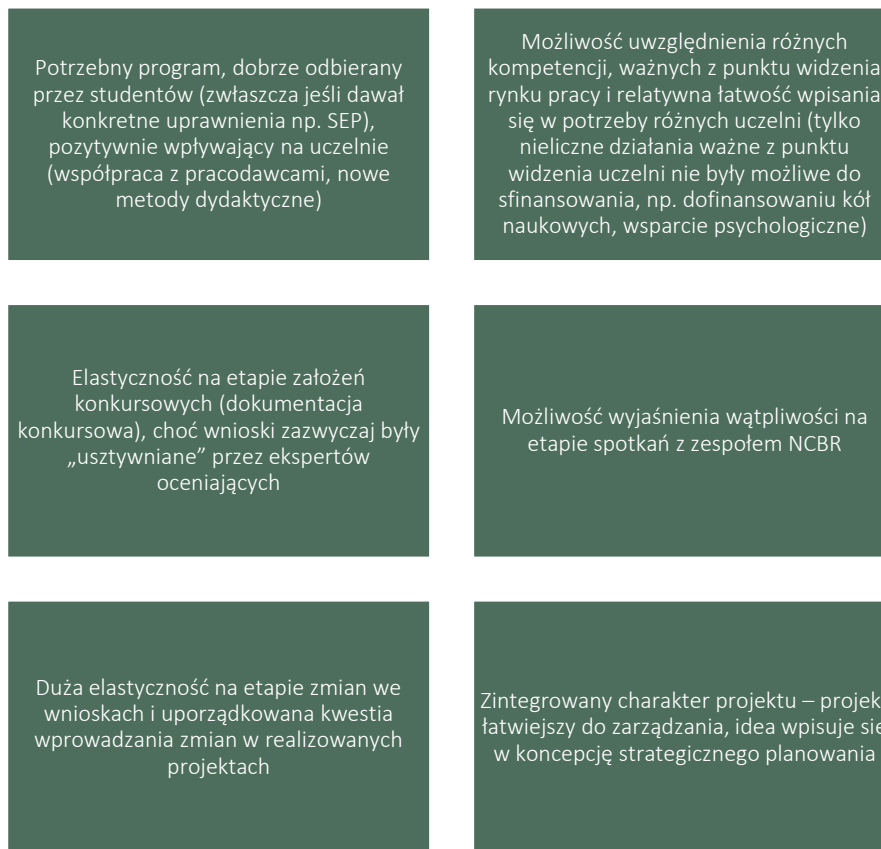 Potrzebny program, dobrze odbierany
przez studentów (zwłaszcza jeśli dawał
konkretne uprawnienia np. SEP),
pozytywnie wpływający na uczelnie
(współpraca z pracodawcami, nowe
metody dydaktyczne)
Możliwość uwzględnienia różnych
kompetencji, ważnych z punktu widzenia
rynku pracy i relatywna łatwość wpisania
się w potrzeby różnych uczelni (tylko
nieliczne działania ważne z punktu
widzenia uczelni nie były możliwe do
sfinansowania, np. dofinansowaniu kół
naukowych, wsparcie psychologiczne)
Elastyczność na etapie założeń
konkursowych (dokumentacja
konkursowa), choć wnioski zazwyczaj były
„usztywniane” przez ekspertów
oceniających
Możliwość wyjaśnienia wątpliwości na
etapie spotkań z zespołem NCBR
Duża elastyczność na etapie zmian we
wnioskach i uporządkowana kwestia
wprowadzania zmian w realizowanych
projektach
Zintegrowany charakter projektu – projek
łatwiejszy do zarządzania, idea wpisuje się
w koncepcję strategicznego planowania